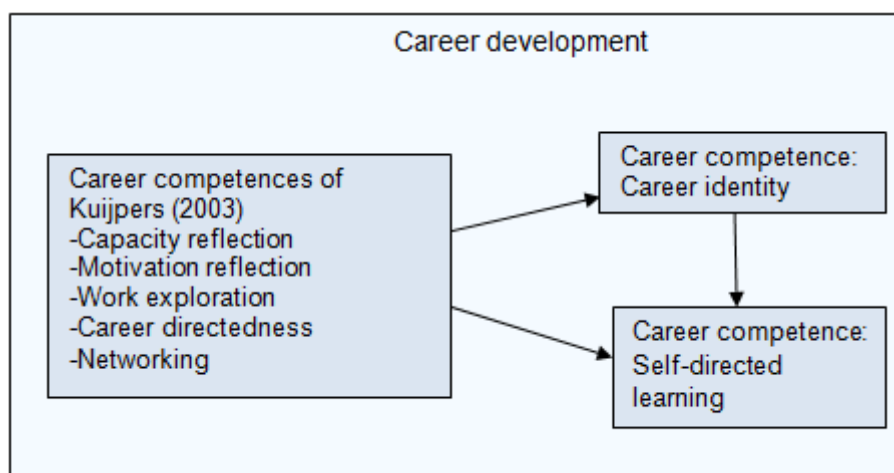 Career development
Career competences of
Kuijpers (2003)
-Capacity reflection
-Motivation reflection
-Work exploration
-Career directedness
-Networking
Career competence:
Career identity
Career competence:
Self-directed
learning